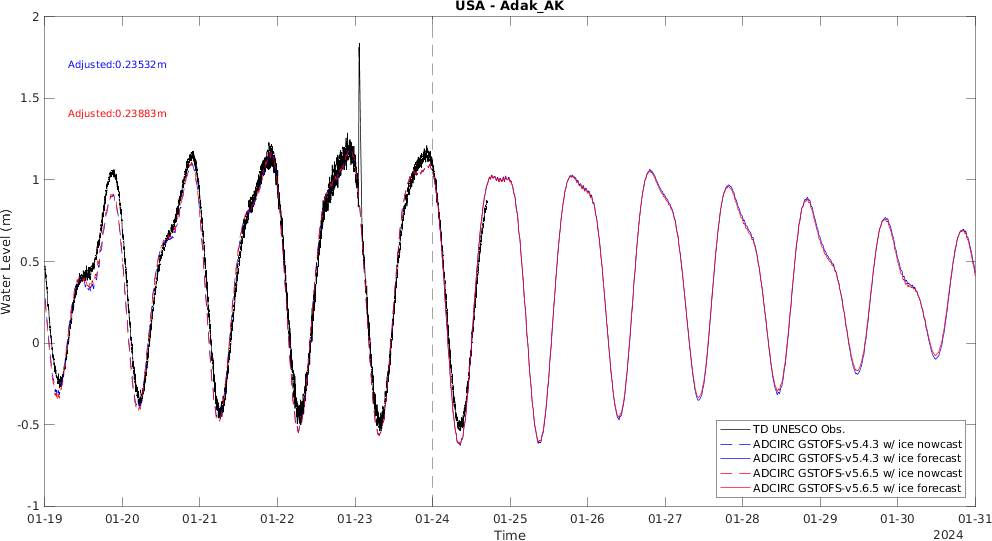 USA - Adak_AK
2
1.5
1
0.5
0
-0.5
-1
Water Level (m)
Adjusted:0.23532m
Adjusted:0.23883m
TD UNESCO Obs.
ADCIRC GSTOFS-v5.4.3 w/ ice nowcast
ADCIRC GSTOFS-v5.4.3 w/ ice forecast
ADCIRC GSTOFS-v5.6.5 w/ ice nowcast
ADCIRC GSTOFS-v5.6.5 w/ ice forecast
01-19 01-20 01-21 01-22 01-23 01-24 01-25 01-26 01-27 01-28 01-29 01-30 01-31
Time
2024